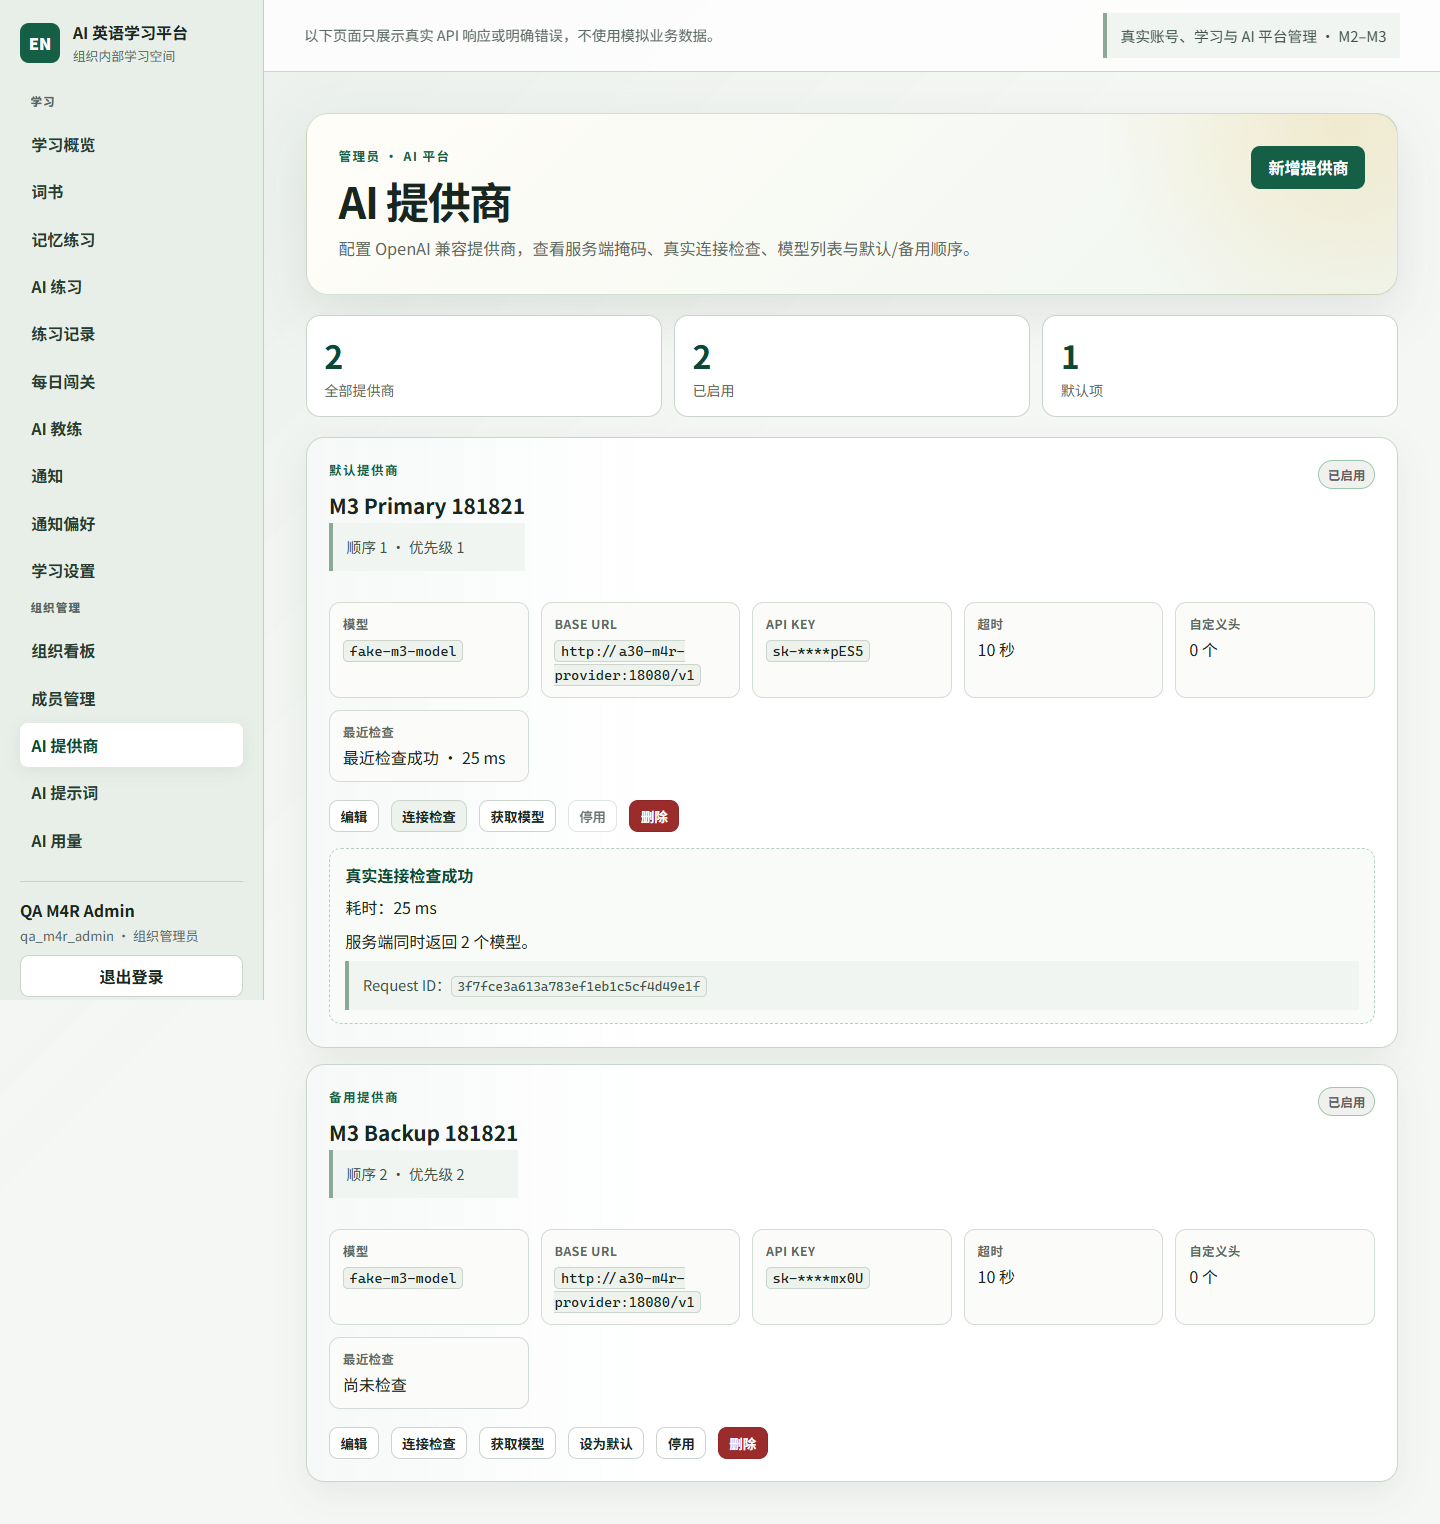 EN
AI 英语学习平台
组织内部学习空间
学习
学习概览
词书
记忆练习
AI 练习
练习记录
每日闯关
AI 教练
通知
通知偏好
学习设置
组织管理
组织看板
成员管理
AI 提供商
AI 提示词
AI 用量
QA M4R Admin
qa_m4r_admin · 组织管理员
退出登录
以下页面只展示真实 API 响应或明确错误，不使用模拟业务数据。
真实账号、学习与 AI 平台管理 · M2–M3
管理员 · AI 平台
AI 提供商
配置 OpenAI 兼容提供商，查看服务端掩码、真实连接检查、模型列表与默认/备用顺序。
新增提供商
2
全部提供商
2
已启用
1
默认项
默认提供商
已启用
M3 Primary 181821
顺序 1 · 优先级 1
模型
fake-m3-model
BASE URL
http://a30-m4r-
provider:18080/v1
API KEY
sk-****pES5
超时
10 秒
自定义头
0 个
最近检查
最近检查成功 · 25 ms
编辑
连接检查
获取模型
停用
删除
真实连接检查成功
耗时：25 ms
服务端同时返回 2 个模型。
Request ID：3f7fce3a613a783ef1eb1c5cf4d49e1f
备用提供商
已启用
M3 Backup 181821
顺序 2 · 优先级 2
模型
fake-m3-model
BASE URL
http://a30-m4r-
provider:18080/v1
API KEY
sk-****mx0U
超时
10 秒
自定义头
0 个
最近检查
尚未检查
编辑
连接检查
获取模型
设为默认
停用
删除